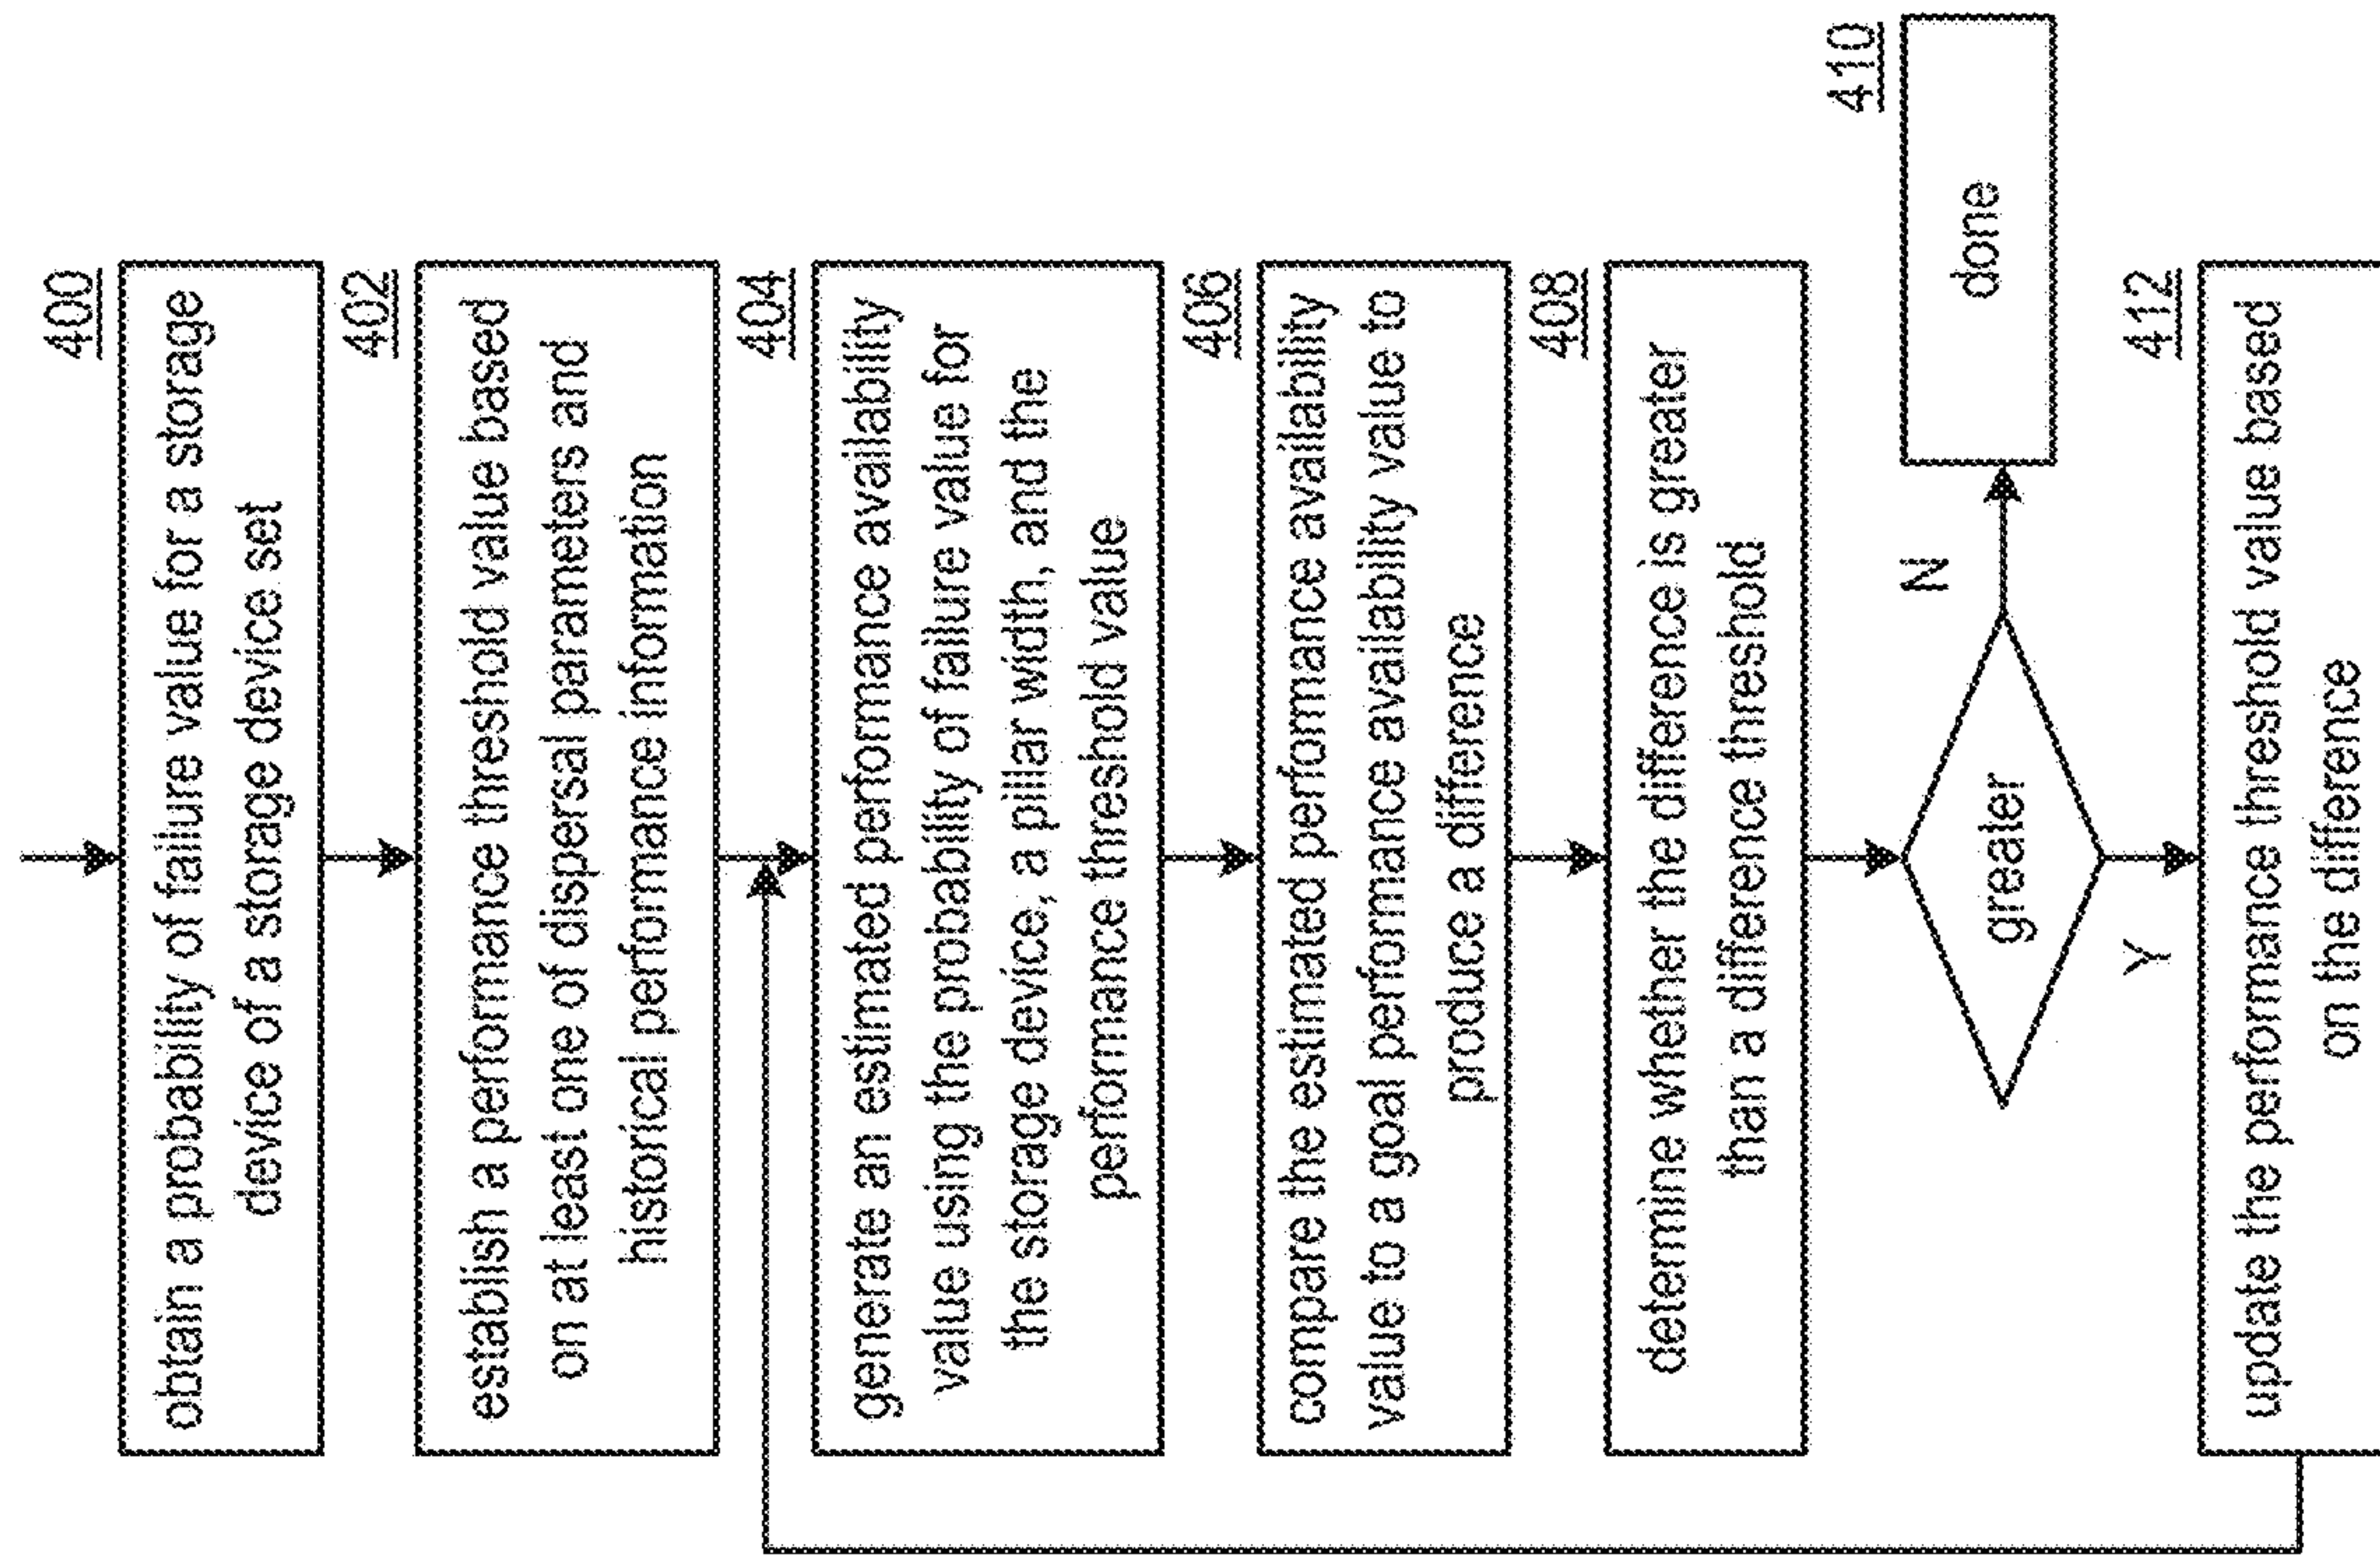 400
obtain a probability of failure value for a storage
device of a storage device set
402
establish a performance threshold value based
on at least one of dispersal parameters and
historical performance information
404
generate an estimated performance availability
value using the probability of failure value for
the storage device, a pillar width, and the
performance threshold value
406
compare the estimated performance availability
value to a goal performance availability value to
produce a difference
408
determine whether the difference is greater
than a difference threshold
greater
N
410
done
Y
412
update the performance threshold value based
on the difference